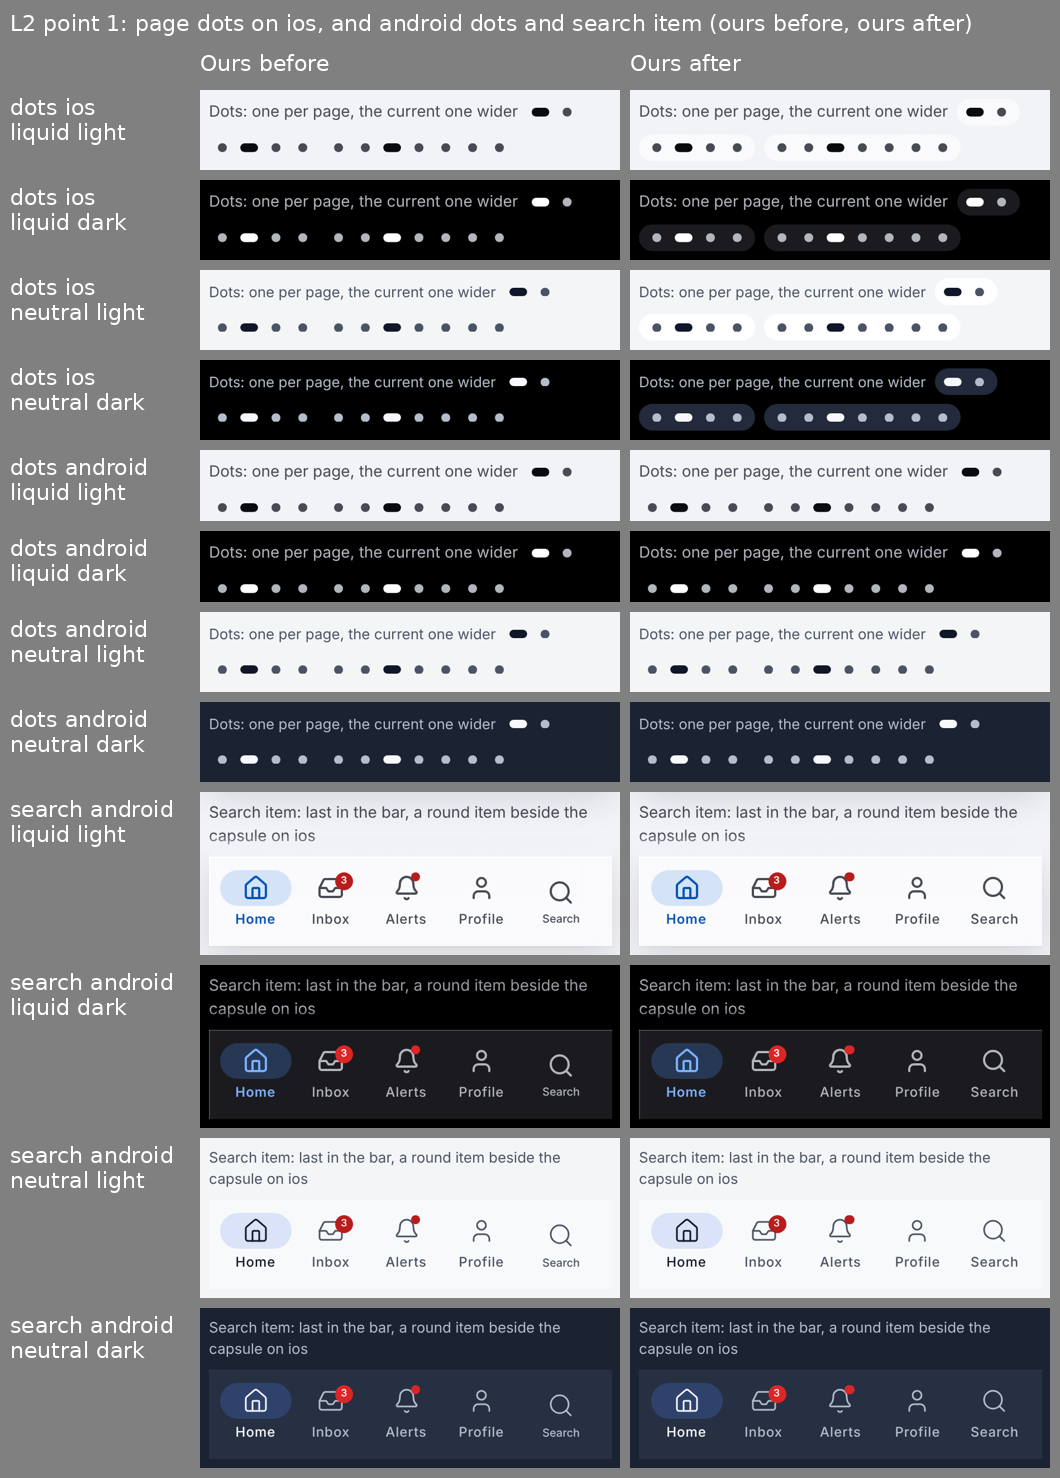 L2 point 1: page dots on ios, and android dots and search item (ours before, ours after)
Ours before
Ours after
dots ios
liquid light
Dots: one per page, the current one wider
Dots: one per page, the current one wider
dots ios
liquid dark
Dots: one per page, the current one wider
Dots: one per page, the current one wider
dots ios
neutral light
Dots: one per page, the current one wider
Dots: one per page, the current one wider
dots ios
neutral dark
Dots: one per page, the current one wider
Dots: one per page, the current one wider
dots android
liquid light
Dots: one per page, the current one wider
Dots: one per page, the current one wider
dots android
liquid dark
Dots: one per page, the current one wider
Dots: one per page, the current one wider
dots android
neutral light
Dots: one per page, the current one wider
Dots: one per page, the current one wider
dots android
neutral dark
Dots: one per page, the current one wider
Dots: one per page, the current one wider
search android
liquid light
Search item: last in the bar, a round item beside the
capsule on ios
3
Home Inbox Alerts Profile Search
Search item: last in the bar, a round item beside the
capsule on ios
3
Home Inbox Alerts Profile Search
search android
liquid dark
Search item: last in the bar, a round item beside the
capsule on ios
3
Home Inbox Alerts Profile Search
Search item: last in the bar, a round item beside the
capsule on ios
3
Home Inbox Alerts Profile Search
search android
neutral light
Search item: last in the bar, a round item beside the
capsule on ios
3
Home Inbox Alerts Profile Search
Search item: last in the bar, a round item beside the
capsule on ios
3
Home Inbox Alerts Profile Search
search android
neutral dark
Search item: last in the bar, a round item beside the
capsule on ios
3
Home Inbox Alerts Profile Search
Search item: last in the bar, a round item beside the
capsule on ios
3
Home Inbox Alerts Profile Search